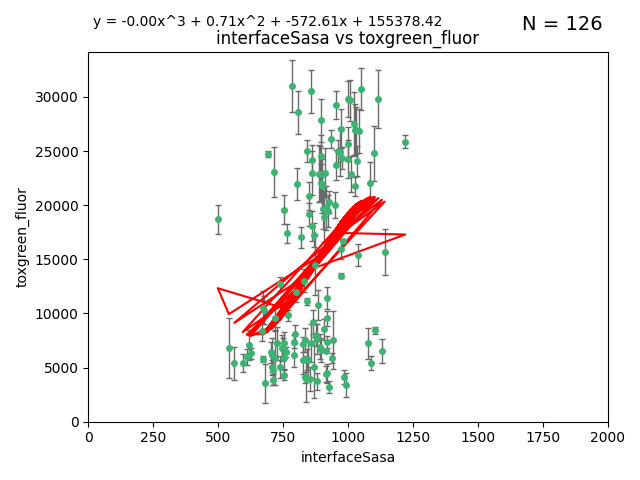 y = -0.00x^3 + 0.71x^2 + -572.61x + 155378.42
N = 126
interfaceSasa vs toxgreen_fluor
30000
25000
20000
15000
10000
5000
0
toxgreen_fluor
0 250 500 750 1000 1250 1500 1750 2000
interfaceSasa